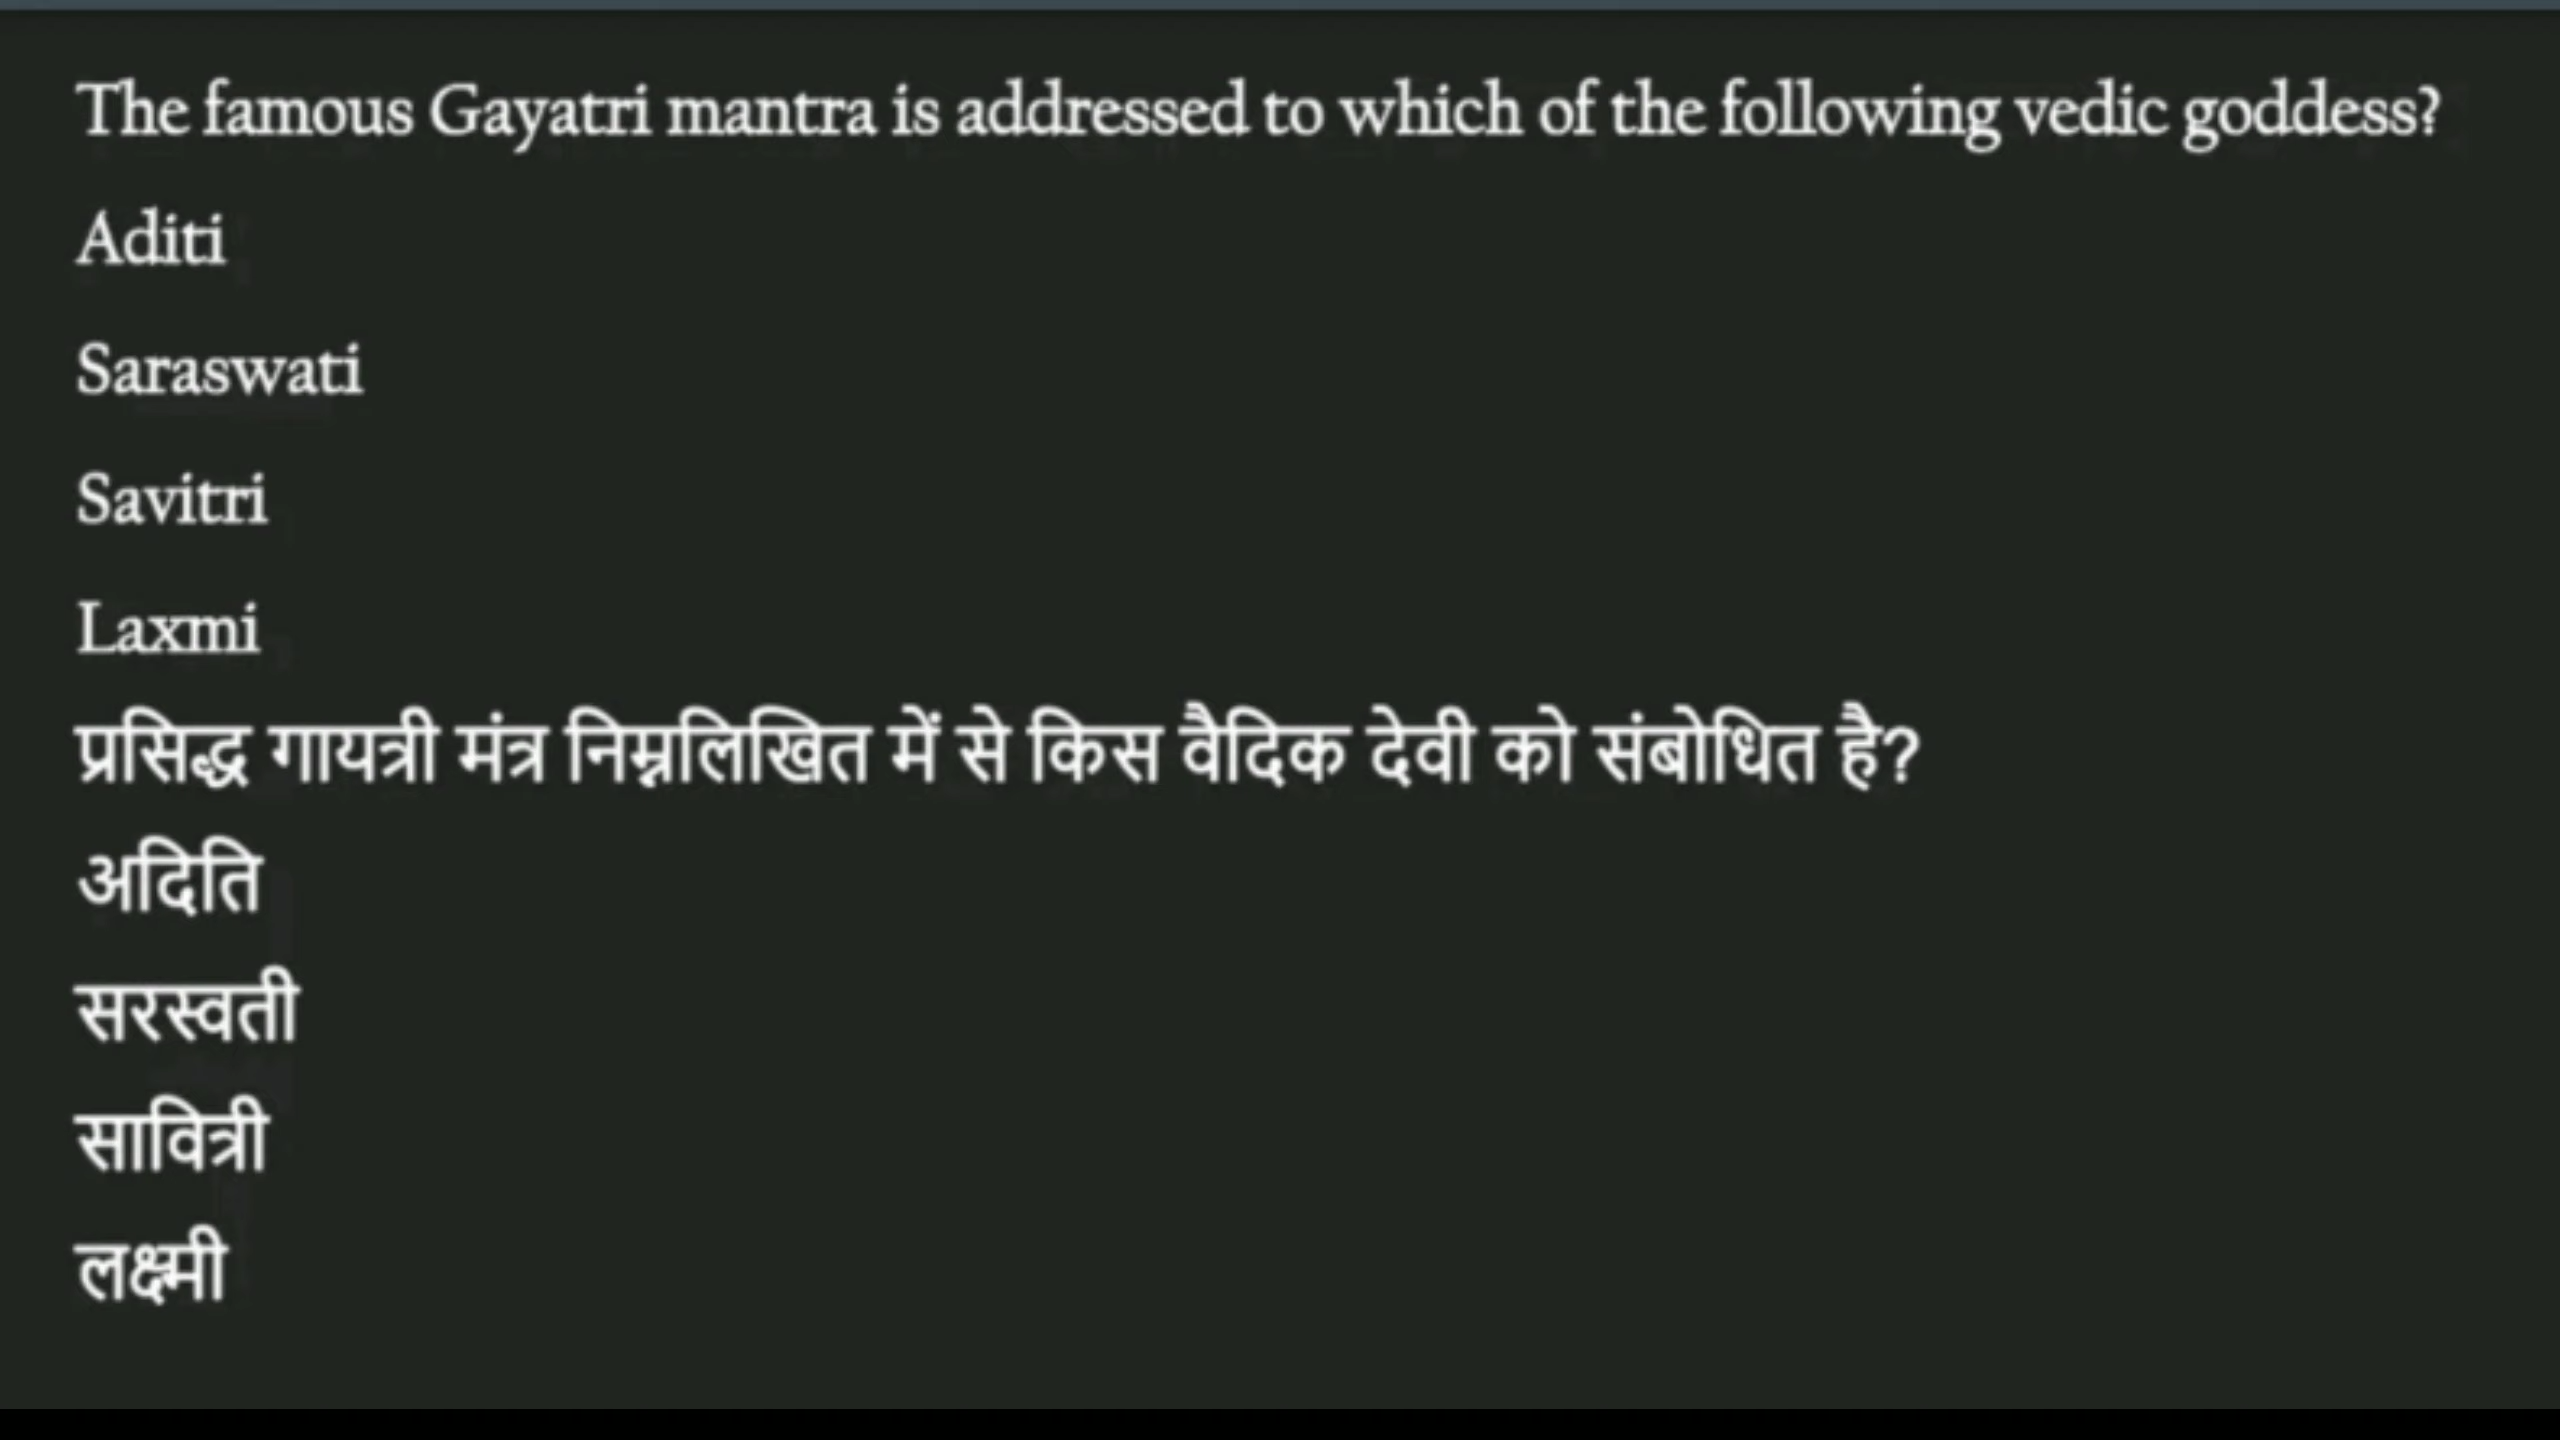 The famous Gayatri mantra is addressed to which of the following vedic goddess?
Aditi
Saraswati
Savitri
Laxmi
प्रसिद्ध गायत्री मंत्र निम्नलिखित में से किस वैदिक देवी को संबोधित है?
अदिति
सरस्वती
सावित्री
लक्ष्मी